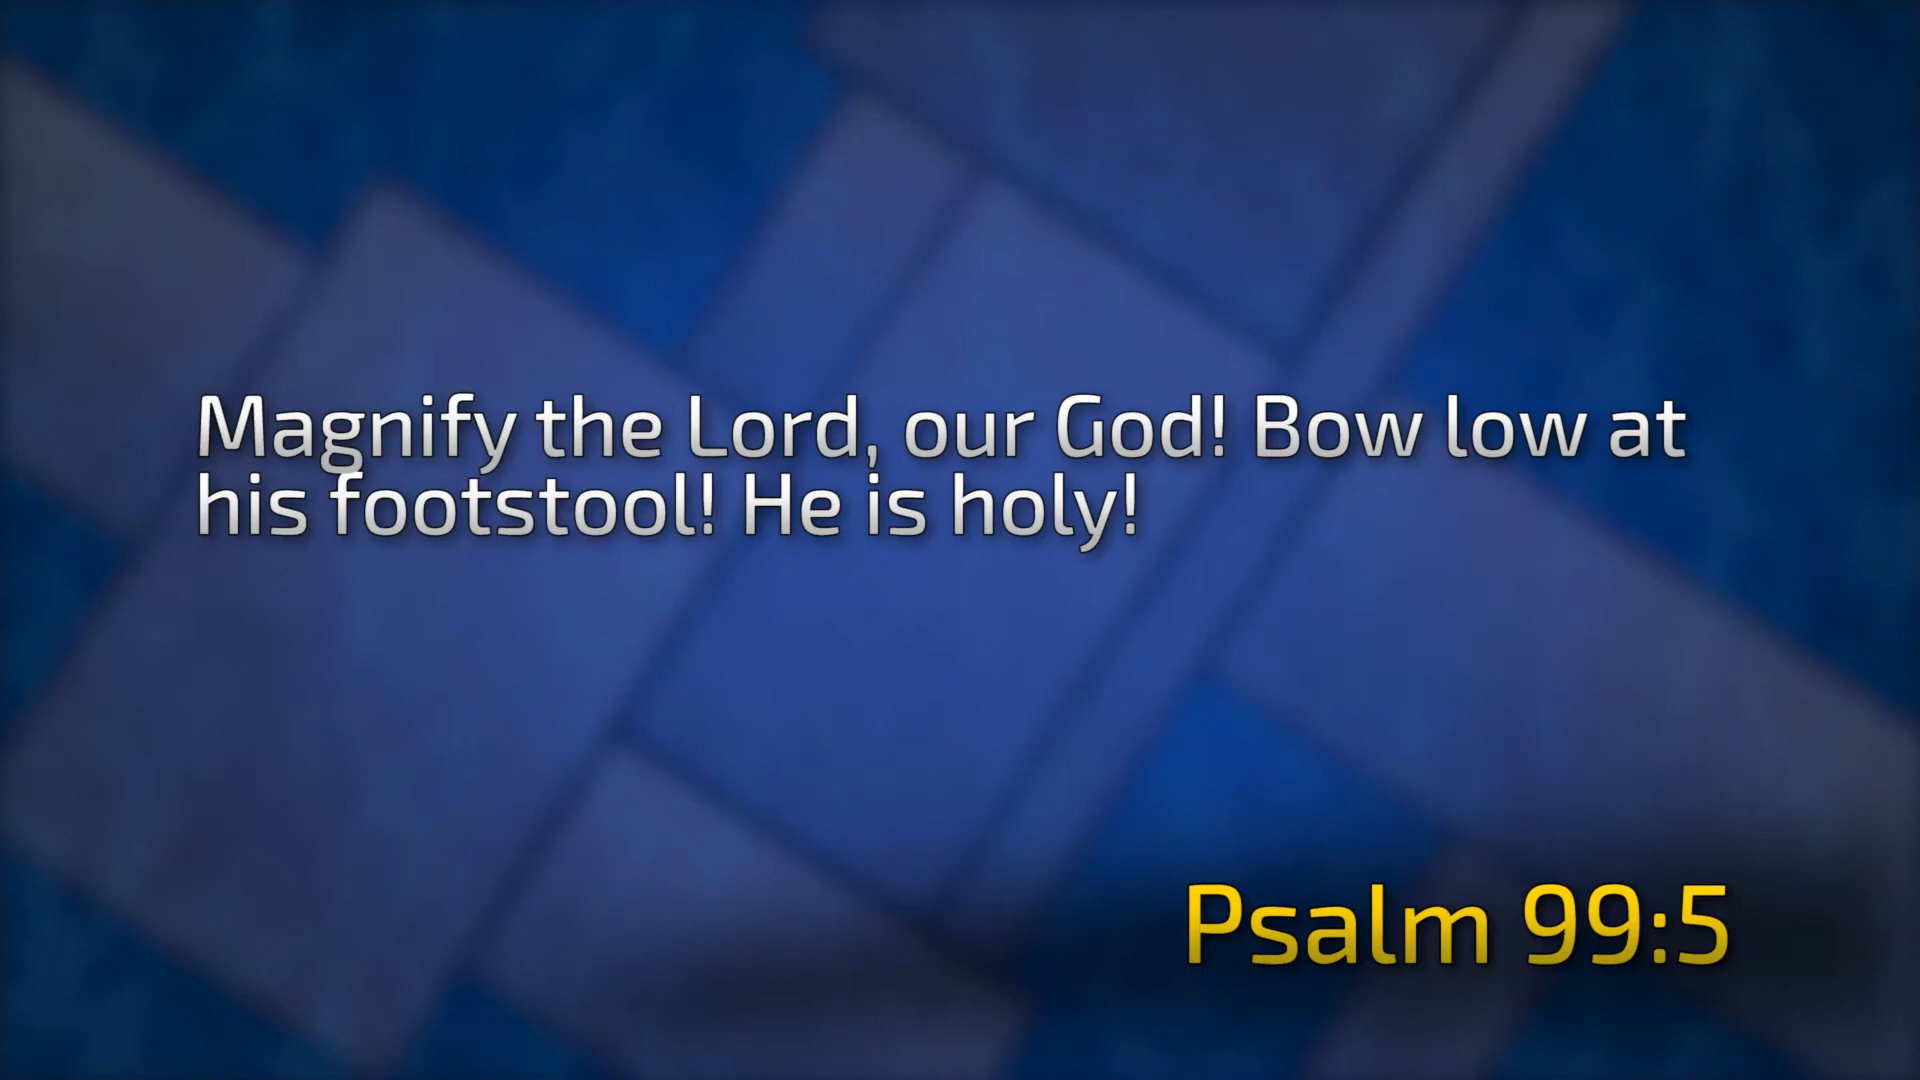 Magnify the Lord, our God! Bow low at
his footstool! He is holy!
Psalm 99:5